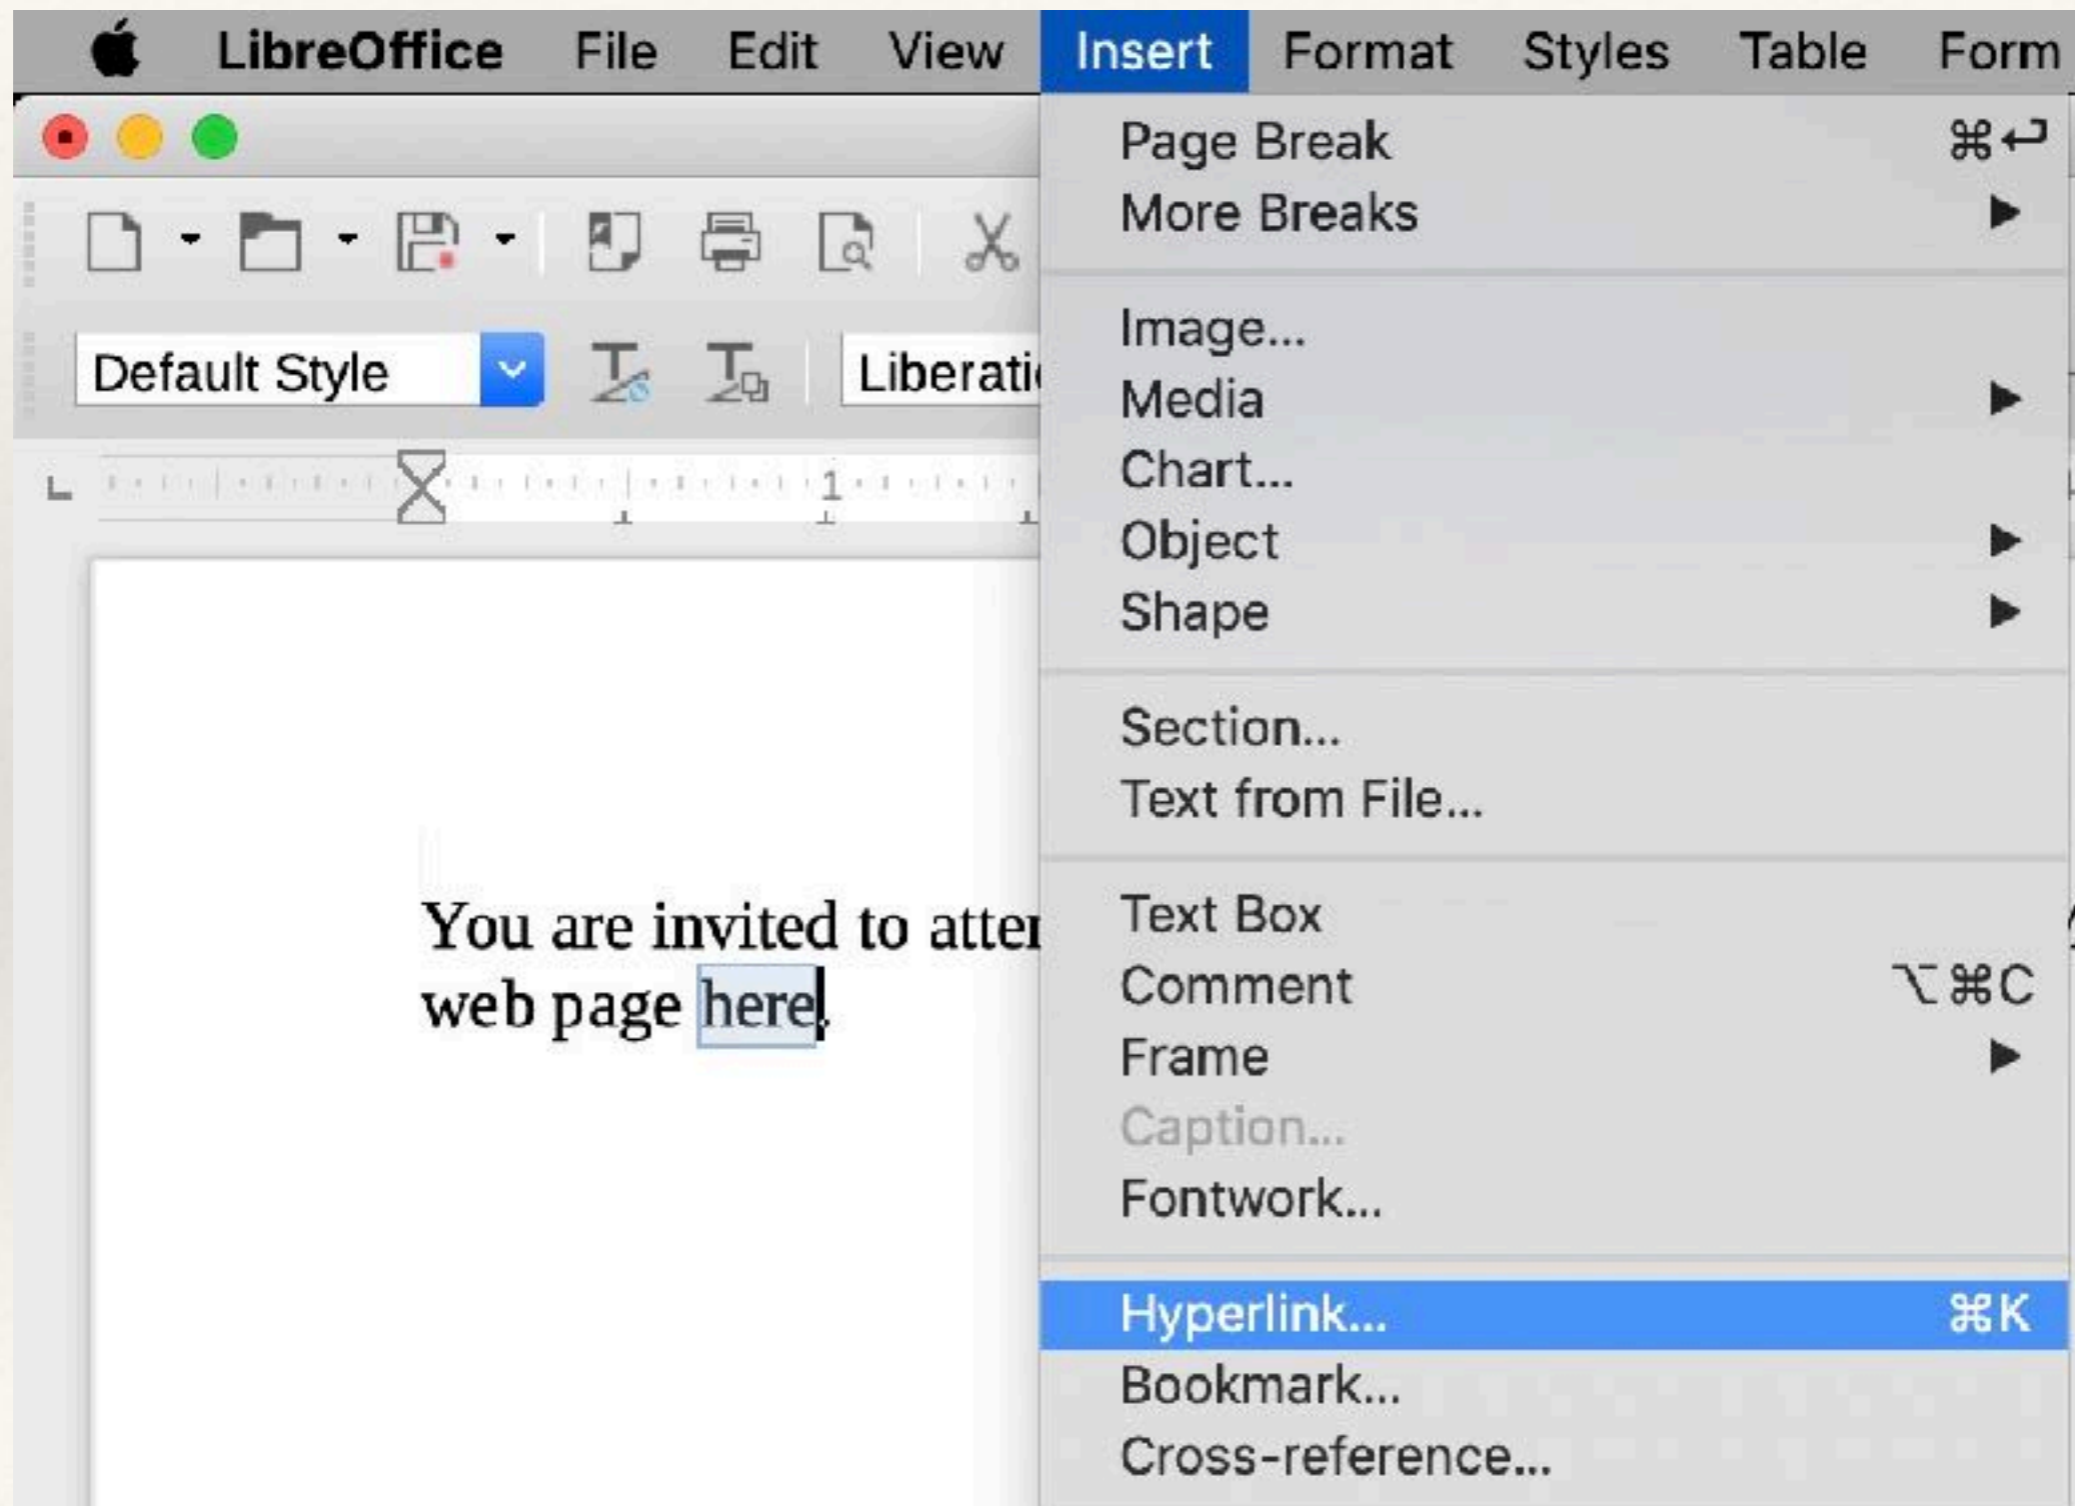 LibreOffice File Edit View Insert Format Styles Table Form
Page Break ⌘↩
More Breaks
Image...
Media
Chart...
Object
Shape
Section...
Text from File...
Text Box
Comment ⌥⌘C
Frame
Caption...
Fontwork...
Hyperlink... ⌘K
Bookmark...
Cross-reference...
Default Style
1
You are invited to
web page here.